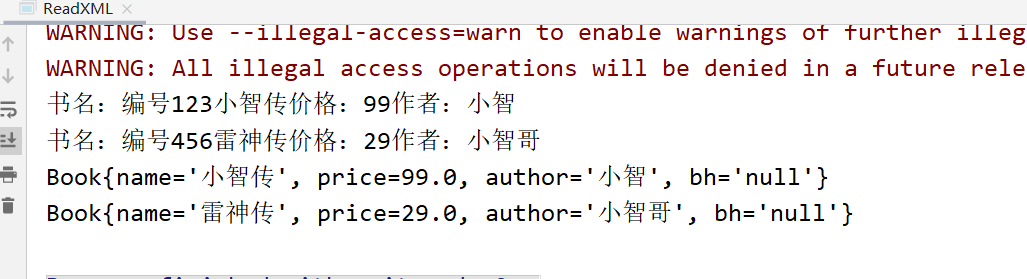 ReadXML
WARNING: Use --illegal-access=warn to enable warnings of further illeg
WARNING: All illegal access operations will be denied in a future rele
书名：编号123小智传价格：99作者：小智
书名：编号456雷神传价格：29作者：小智哥
Book{name='小智传', price=99.0, author='小智', bh='null'}
Book{name='雷神传', price=29.0, author='小智哥', bh='null'}